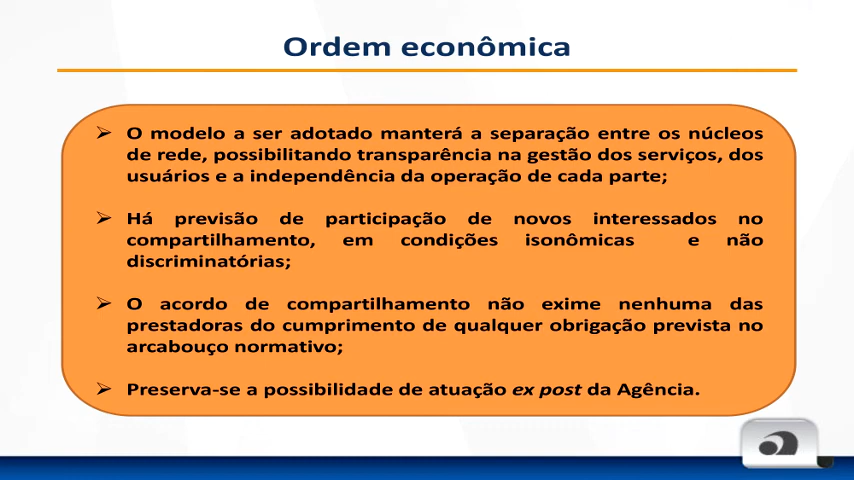 Ordem econômica
➢ O modelo a ser adotado manterá a separação entre os núcleos
de rede, possibilitando transparência na gestão dos serviços, dos
usuários e a independência da operação de cada parte;
➢ Há previsão de participação de novos interessados no
compartilhamento, em condições isonômicas e não
discriminatórias;
➢ O acordo de compartilhamento não exime nenhuma das
prestadoras do cumprimento de qualquer obrigação prevista no
arcabouço normativo;
➢ Preserva-se a possibilidade de atuação ex post da Agência.